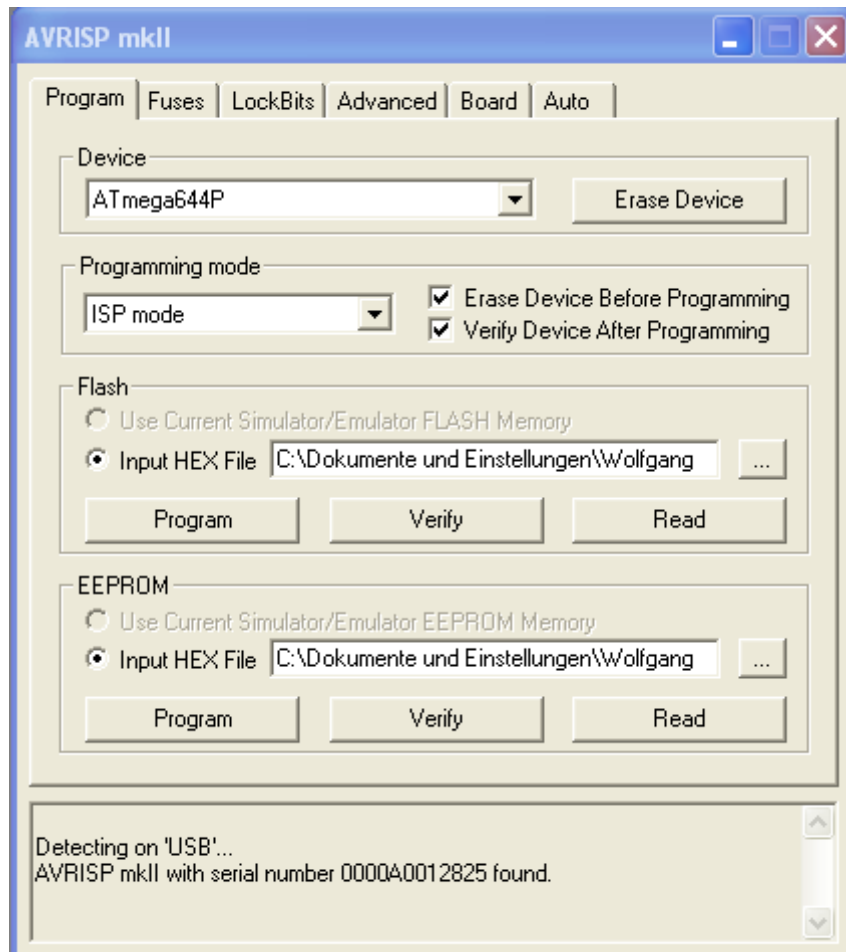 AVRISP mkII
Program Fuses LockBits Advanced Board Auto
Device
ATmega644P Erase Device
Programming mode
ISP mode
Erase Device Before Programming
Verify Device After Programming
Flash
Use Current Simulator/Emulator FLASH Memory
Input HEX File C:\Dokumente und Einstellungen\Wolfgang ...
Program Verify Read
EEPROM
Use Current Simulator/Emulator EEPROM Memory
Input HEX File C:\Dokumente und Einstellungen\Wolfgang ...
Program Verify Read
Detecting on 'USB'...
AVRISP mkII with serial number 0000A0012825 found.